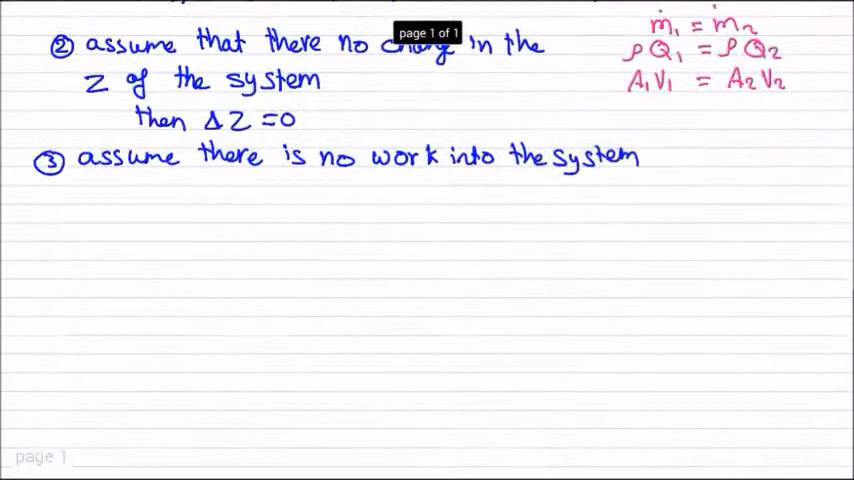 ② assume that there no change in the
Z of the system
then ΔZ = 0
③ assume there is no work into the system
ṁ₁ = ṁ₂
ρQ₁ = ρQ₂
A₁V₁ = A₂V₂
page 1 of 1
page 1